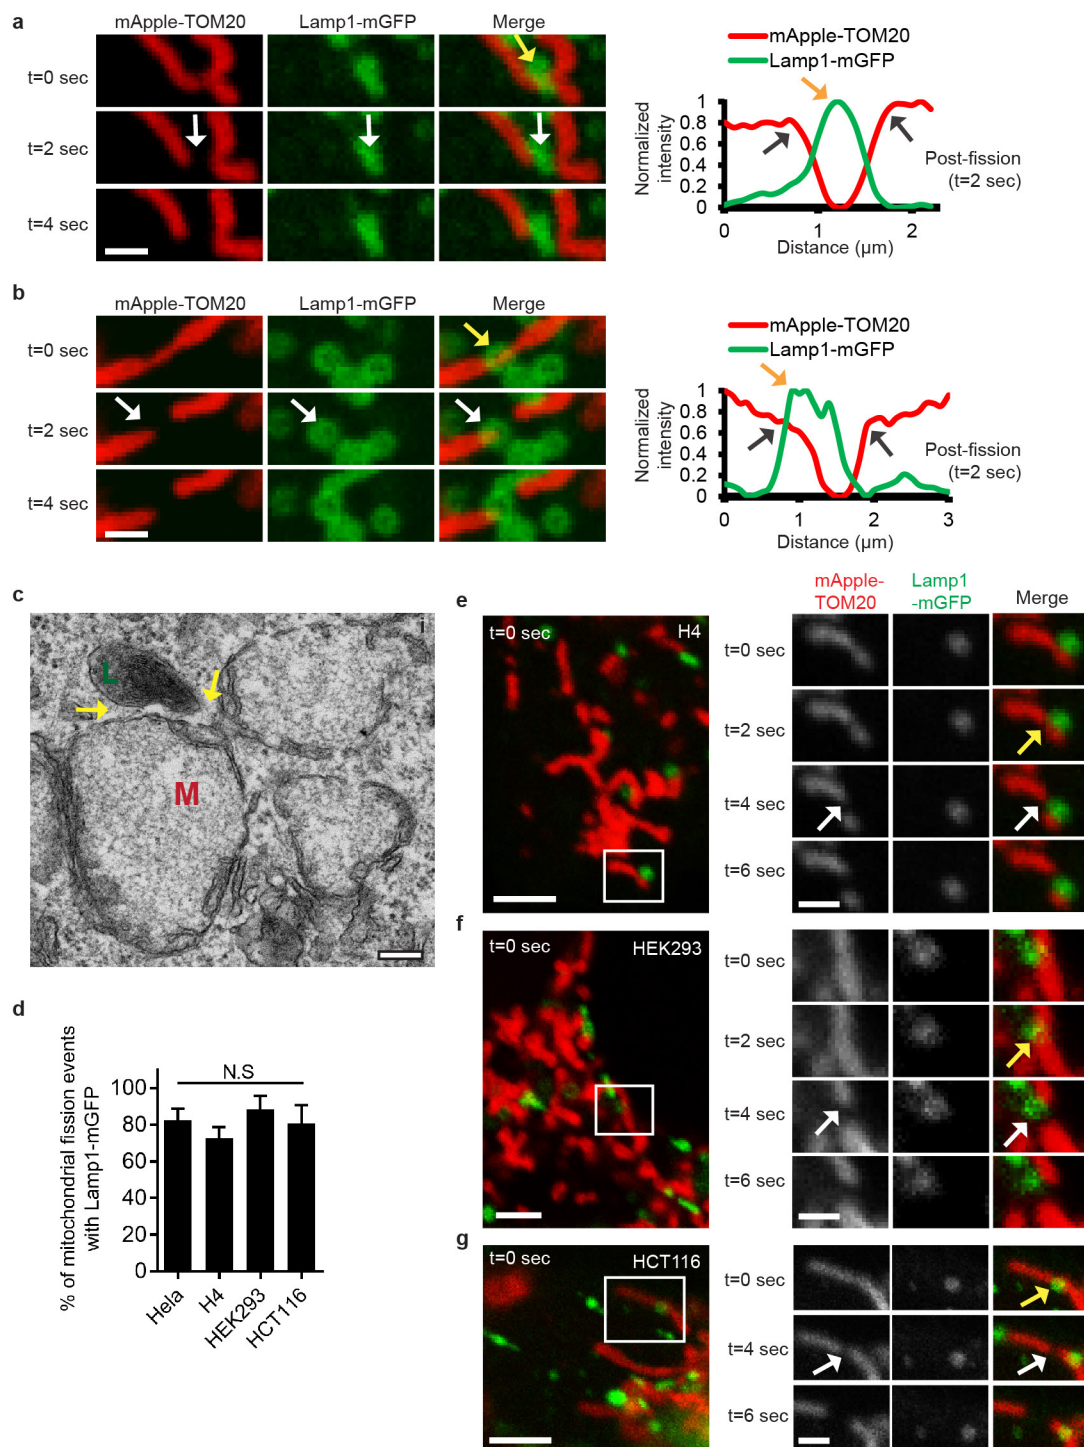 a
mApple-TOM20 Lamp1-mGFP Merge
t=0 sec
t=2 sec
t=4 sec
mApple-TOM20
Lamp1-mGFP
Normalized
intensity
1
0.8
0.6
0.4
0.2
0
0 1 2
Distance (µm)
Post-fission
(t=2 sec)
b
mApple-TOM20 Lamp1-mGFP Merge
t=0 sec
t=2 sec
t=4 sec
mApple-TOM20
Lamp1-mGFP
Normalized
intensity
1
0.8
0.6
0.4
0.2
0
0 1 2 3
Distance (µm)
Post-fission
(t=2 sec)
c
i
L
M
d
% of mitochondrial fission events
with Lamp1-mGFP
100
80
60
40
20
0
N.S
Hela
H4
HEK293
HCT116
e
t=0 sec H4
mApple-
TOM20
Lamp1
-mGFP
Merge
t=0 sec
t=2 sec
t=4 sec
t=6 sec
f
t=0 sec HEK293
t=0 sec
t=2 sec
t=4 sec
t=6 sec
g
t=0 sec HCT116
t=0 sec
t=4 sec
t=6 sec